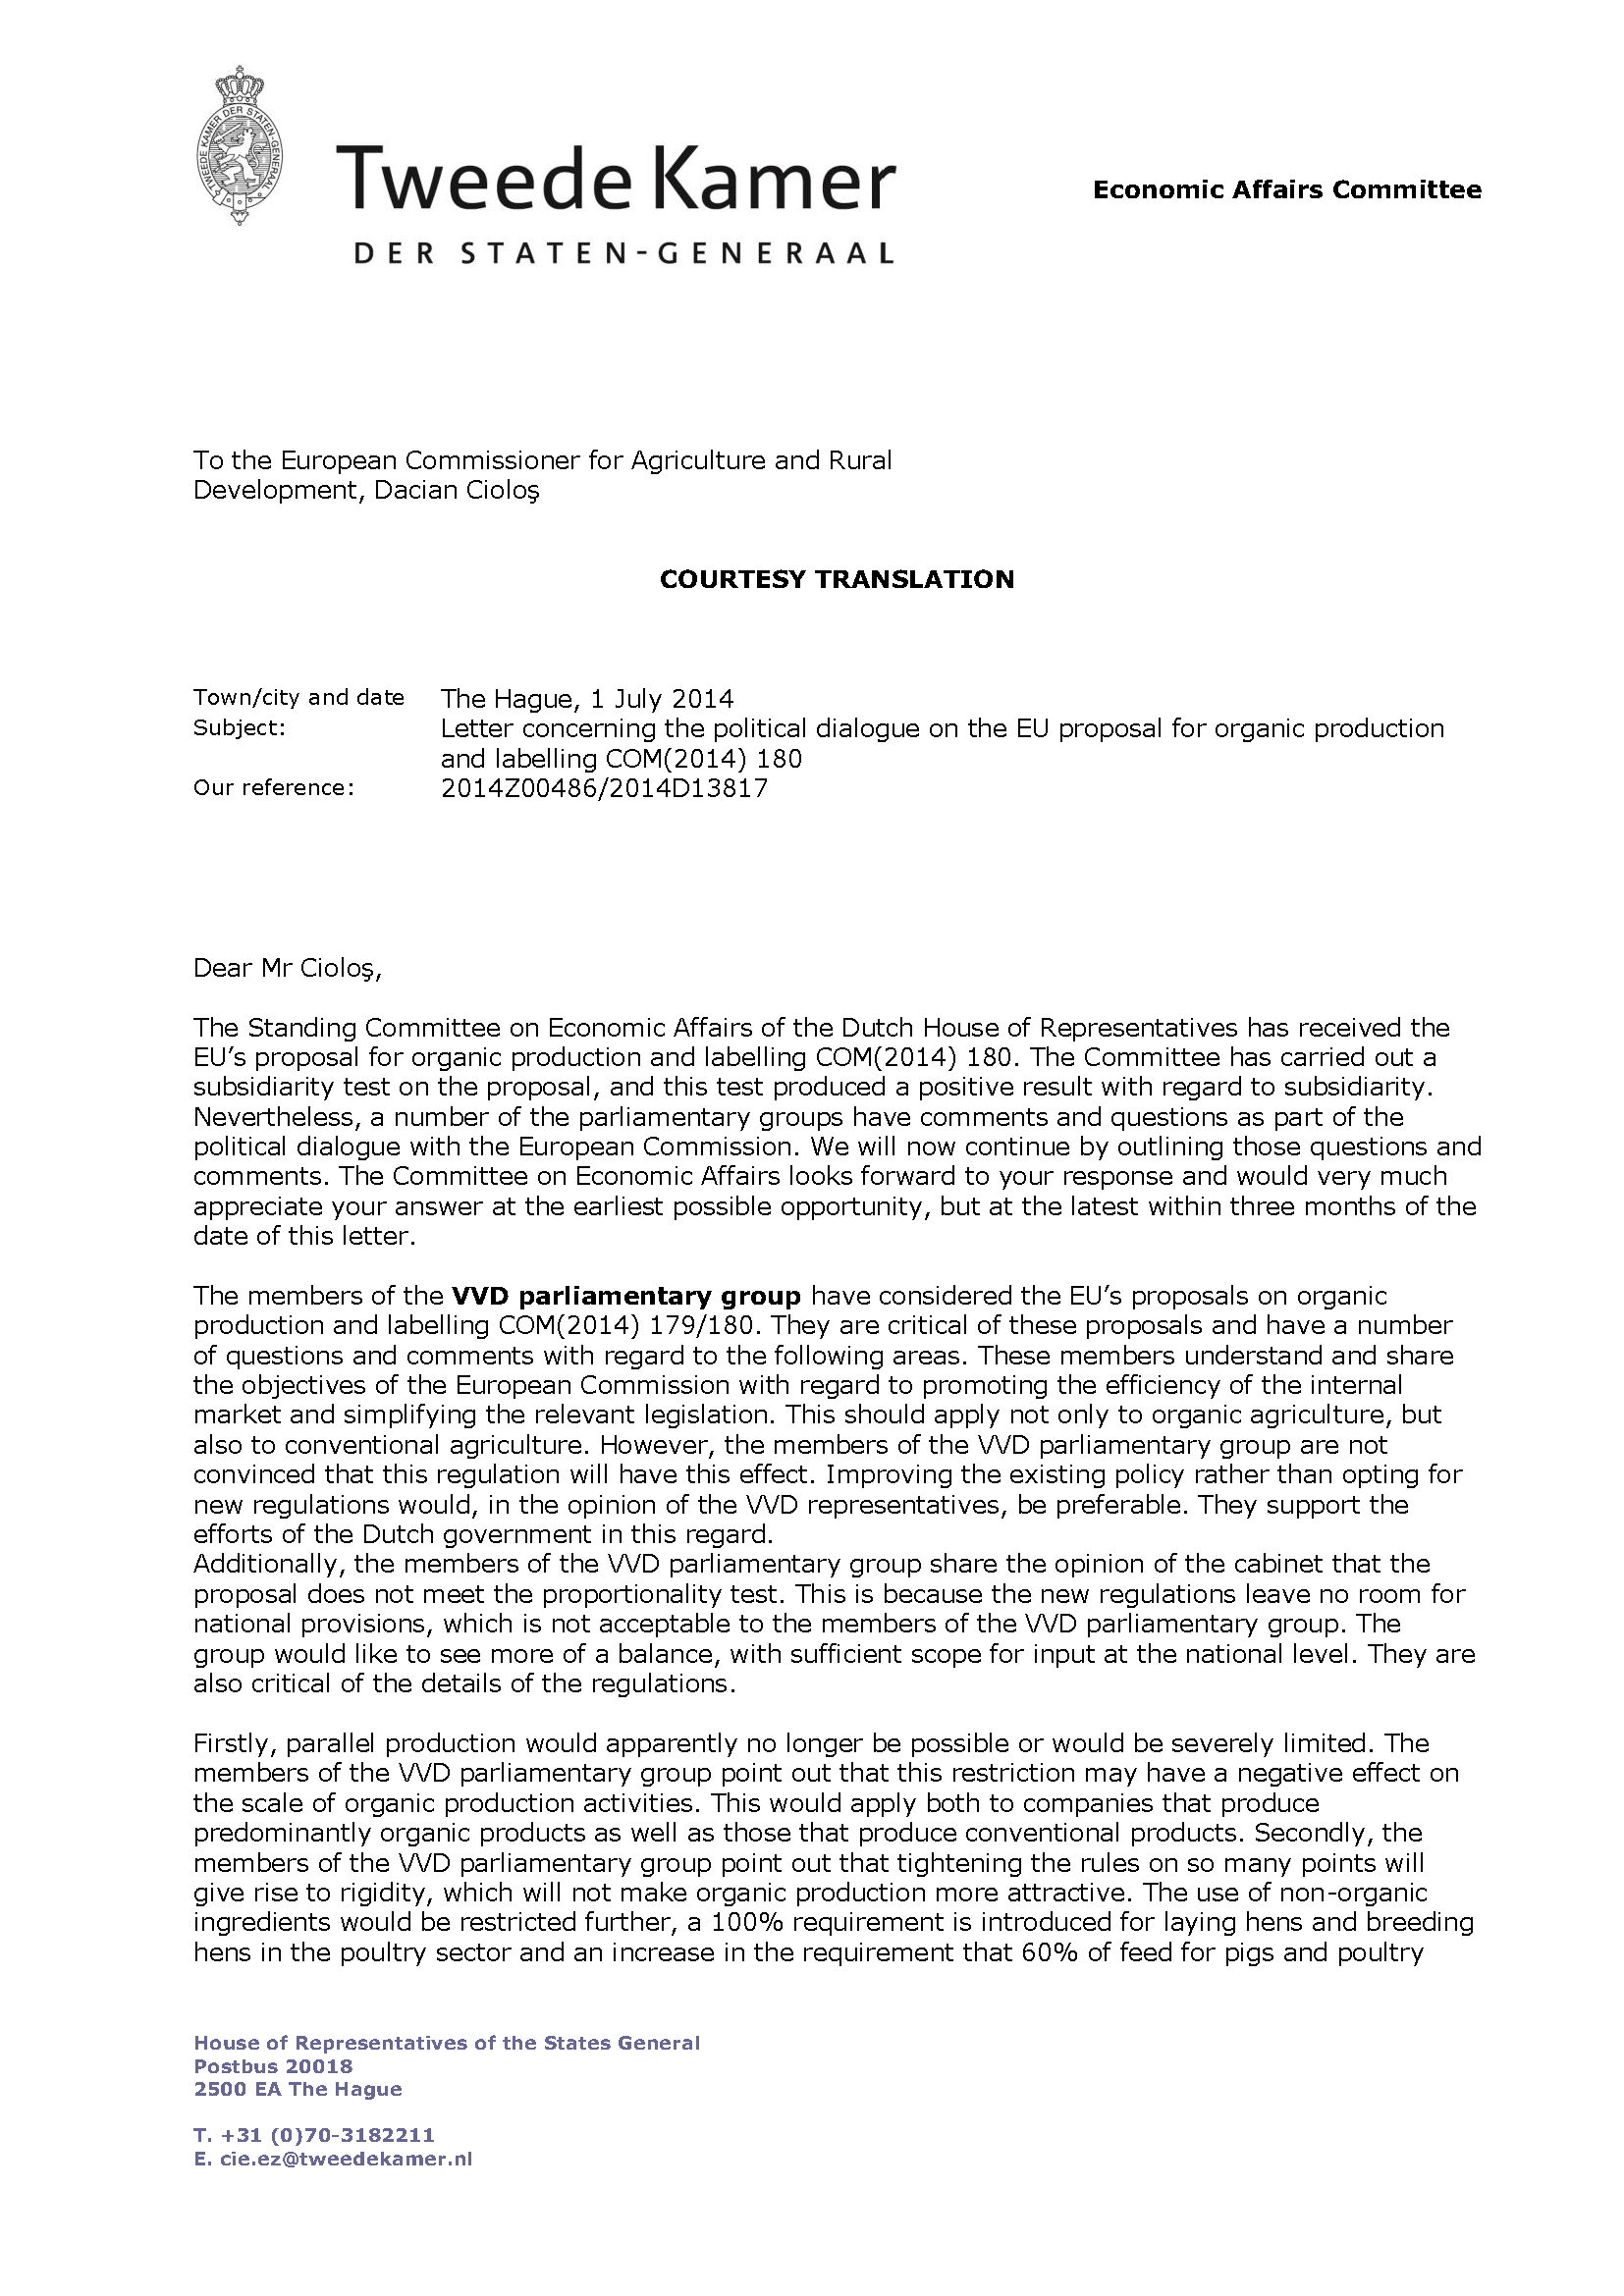 TWEEDE KAMER DER STATEN-GENERAAL
Tweede Kamer
DER STATEN-GENERAAL
Economic Affairs Committee
To the European Commissioner for Agriculture and Rural
Development, Dacian Cioloş
COURTESY TRANSLATION
Town/city and date The Hague, 1 July 2014
Subject: Letter concerning the political dialogue on the EU proposal for organic production
and labelling COM(2014) 180
Our reference: 2014Z00486/2014D13817
Dear Mr Cioloş,
The Standing Committee on Economic Affairs of the Dutch House of Representatives has received the
EU’s proposal for organic production and labelling COM(2014) 180. The Committee has carried out a
subsidiarity test on the proposal, and this test produced a positive result with regard to subsidiarity.
Nevertheless, a number of the parliamentary groups have comments and questions as part of the
political dialogue with the European Commission. We will now continue by outlining those questions and
comments. The Committee on Economic Affairs looks forward to your response and would very much
appreciate your answer at the earliest possible opportunity, but at the latest within three months of the
date of this letter.
The members of the VVD parliamentary group have considered the EU’s proposals on organic
production and labelling COM(2014) 179/180. They are critical of these proposals and have a number
of questions and comments with regard to the following areas. These members understand and share
the objectives of the European Commission with regard to promoting the efficiency of the internal
market and simplifying the relevant legislation. This should apply not only to organic agriculture, but
also to conventional agriculture. However, the members of the VVD parliamentary group are not
convinced that this regulation will have this effect. Improving the existing policy rather than opting for
new regulations would, in the opinion of the VVD representatives, be preferable. They support the
efforts of the Dutch government in this regard.
Additionally, the members of the VVD parliamentary group share the opinion of the cabinet that the
proposal does not meet the proportionality test. This is because the new regulations leave no room for
national provisions, which is not acceptable to the members of the VVD parliamentary group. The
group would like to see more of a balance, with sufficient scope for input at the national level. They are
also critical of the details of the regulations.
Firstly, parallel production would apparently no longer be possible or would be severely limited. The
members of the VVD parliamentary group point out that this restriction may have a negative effect on
the scale of organic production activities. This would apply both to companies that produce
predominantly organic products as well as those that produce conventional products. Secondly, the
members of the VVD parliamentary group point out that tightening the rules on so many points will
give rise to rigidity, which will not make organic production more attractive. The use of non-organic
ingredients would be restricted further, a 100% requirement is introduced for laying hens and breeding
hens in the poultry sector and an increase in the requirement that 60% of feed for pigs and poultry
House of Representatives of the States General
Postbus 20018
2500 EA The Hague
T. +31 (0)70-3182211
E. cie.ez@tweedekamer.nl